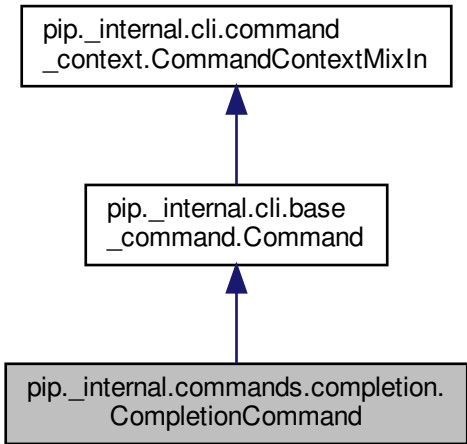 pip._internal.cli.command
_context.CommandContextMixIn
pip._internal.cli.base
_command.Command
pip._internal.commands.completion.
CompletionCommand